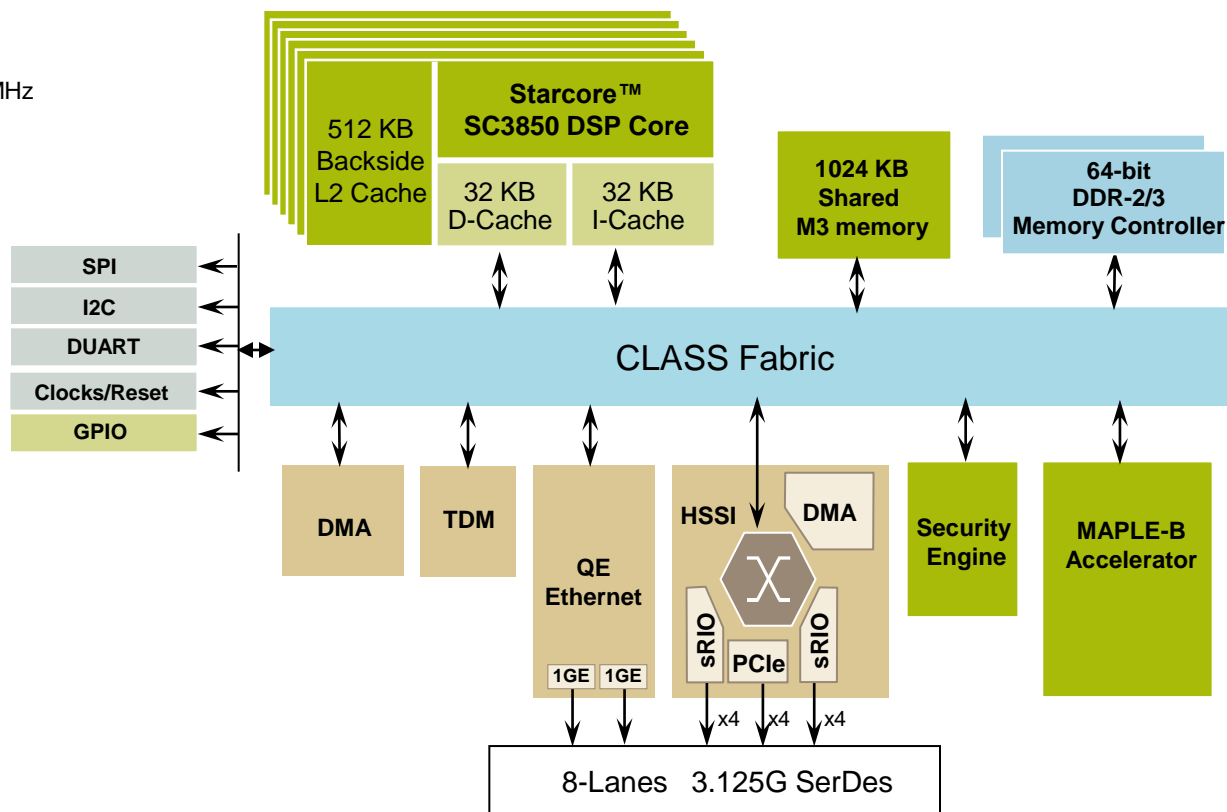 MHz
Starcore™
SC3850 DSP Core
512 KB
Backside
L2 Cache
32 KB
D-Cache
32 KB
I-Cache
1024 KB
Shared
M3 memory
64-bit
DDR-2/3
Memory Controller
SPI
I2C
DUART
Clocks/Reset
GPIO
CLASS Fabric
DMA
TDM
QE
Ethernet
1GE
1GE
HSSI
DMA
sRIO
PCIe
sRIO
Security
Engine
MAPLE-B
Accelerator
x4
x4
x4
8-Lanes 3.125G SerDes